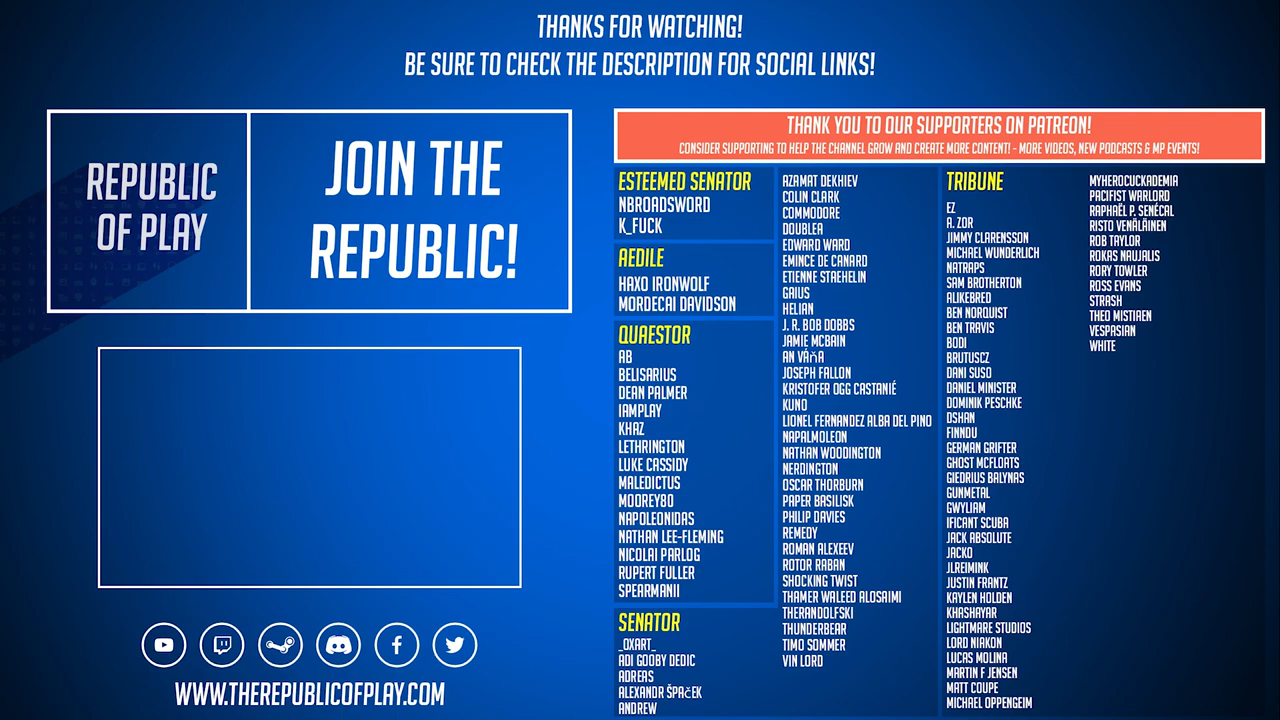 THANKS FOR WATCHING!
BE SURE TO CHECK THE DESCRIPTION FOR SOCIAL LINKS!
REPUBLIC
OF PLAY
JOIN THE
REPUBLIC!
WWW.THEREPUBLICOFPLAY.COM
THANK YOU TO OUR SUPPORTERS ON PATREON!
CONSIDER SUPPORTING TO HELP THE CHANNEL GROW AND CREATE MORE CONTENT! - MORE VIDEOS, NEW PODCASTS & MP EVENTS!
ESTEEMED SENATOR
NBROADSWORD
K_FUCK
AEDILE
HAXO IRONWOLF
MORDECAI DAVIDSON
QUAESTOR
AB
BELISARIUS
DEAN PALMER
IAMPLAY
KHAZ
LETHRINGTON
LUKE CASSIDY
MALEDICTUS
MOOREY80
NAPOLEONIDAS
NATHAN LEE-FLEMING
NICOLAI PARLOG
RUPERT FULLER
SPEARMANII
SENATOR
_OXART_
ADI GOOBY DEDIC
ADREAS
ALEXANDR ŠPAčEK
ANDREW
AZAMAT DEKHIEV
COLIN CLARK
COMMODORE
DOUBLEA
EDWARD WARD
EMINCE DE CANARD
ETIENNE STAEHELIN
GAIUS
HELIAN
J. R. BOB DOBBS
JAMIE MCBAIN
AN VÁňA
JOSEPH FALLON
KRISTOFER OGG CASTANIÉ
KUNO
LIONEL FERNANDEZ ALBA DEL PINO
NAPALMOLEON
NATHAN WOODINGTON
NERDINGTON
OSCAR THORBURN
PAPER BASILISK
PHILIP DAVIES
REMEDY
ROMAN ALEXEEV
ROTOR RABAN
SHOCKING TWIST
THAMER WALEED ALOSAIMI
THERANDOLFSKI
THUNDERBEAR
TIMO SOMMER
VIN LORD
TRIBUNE
EZ
A. ZOR
JIMMY CLARENSSON
MICHAEL WUNDERLICH
NATRAPS
SAM BROTHERTON
ALIKEBRED
BEN NORQUIST
BEN TRAVIS
BODI
BRUTUSCZ
DANI SUSO
DANIEL MINISTER
DOMINIK PESCHKE
DSHAN
FINNDU
GERMAN GRIFTER
GHOST MCFLOATS
GIEDRIUS BALYNAS
GUNMETAL
GWYLIAM
IFICANT SCUBA
JACK ABSOLUTE
JACKO
JLREIMINK
JUSTIN FRANTZ
KAYLEN HOLDEN
KHASHAYAR
LIGHTMARE STUDIOS
LORD NIAKON
LUCAS MOLINA
MARTIN F JENSEN
MATT COUPE
MICHAEL OPPENGEIM
MYHEROCUCKADEMIA
PACIFIST WARLORD
RAPHAËL P. SENÉCAL
RISTO VENÄLÄINEN
ROB TAYLOR
ROKAS NAUJALIS
RORY TOWLER
ROSS EVANS
STRASH
THEO MISTIAEN
VESPASIAN
WHITE